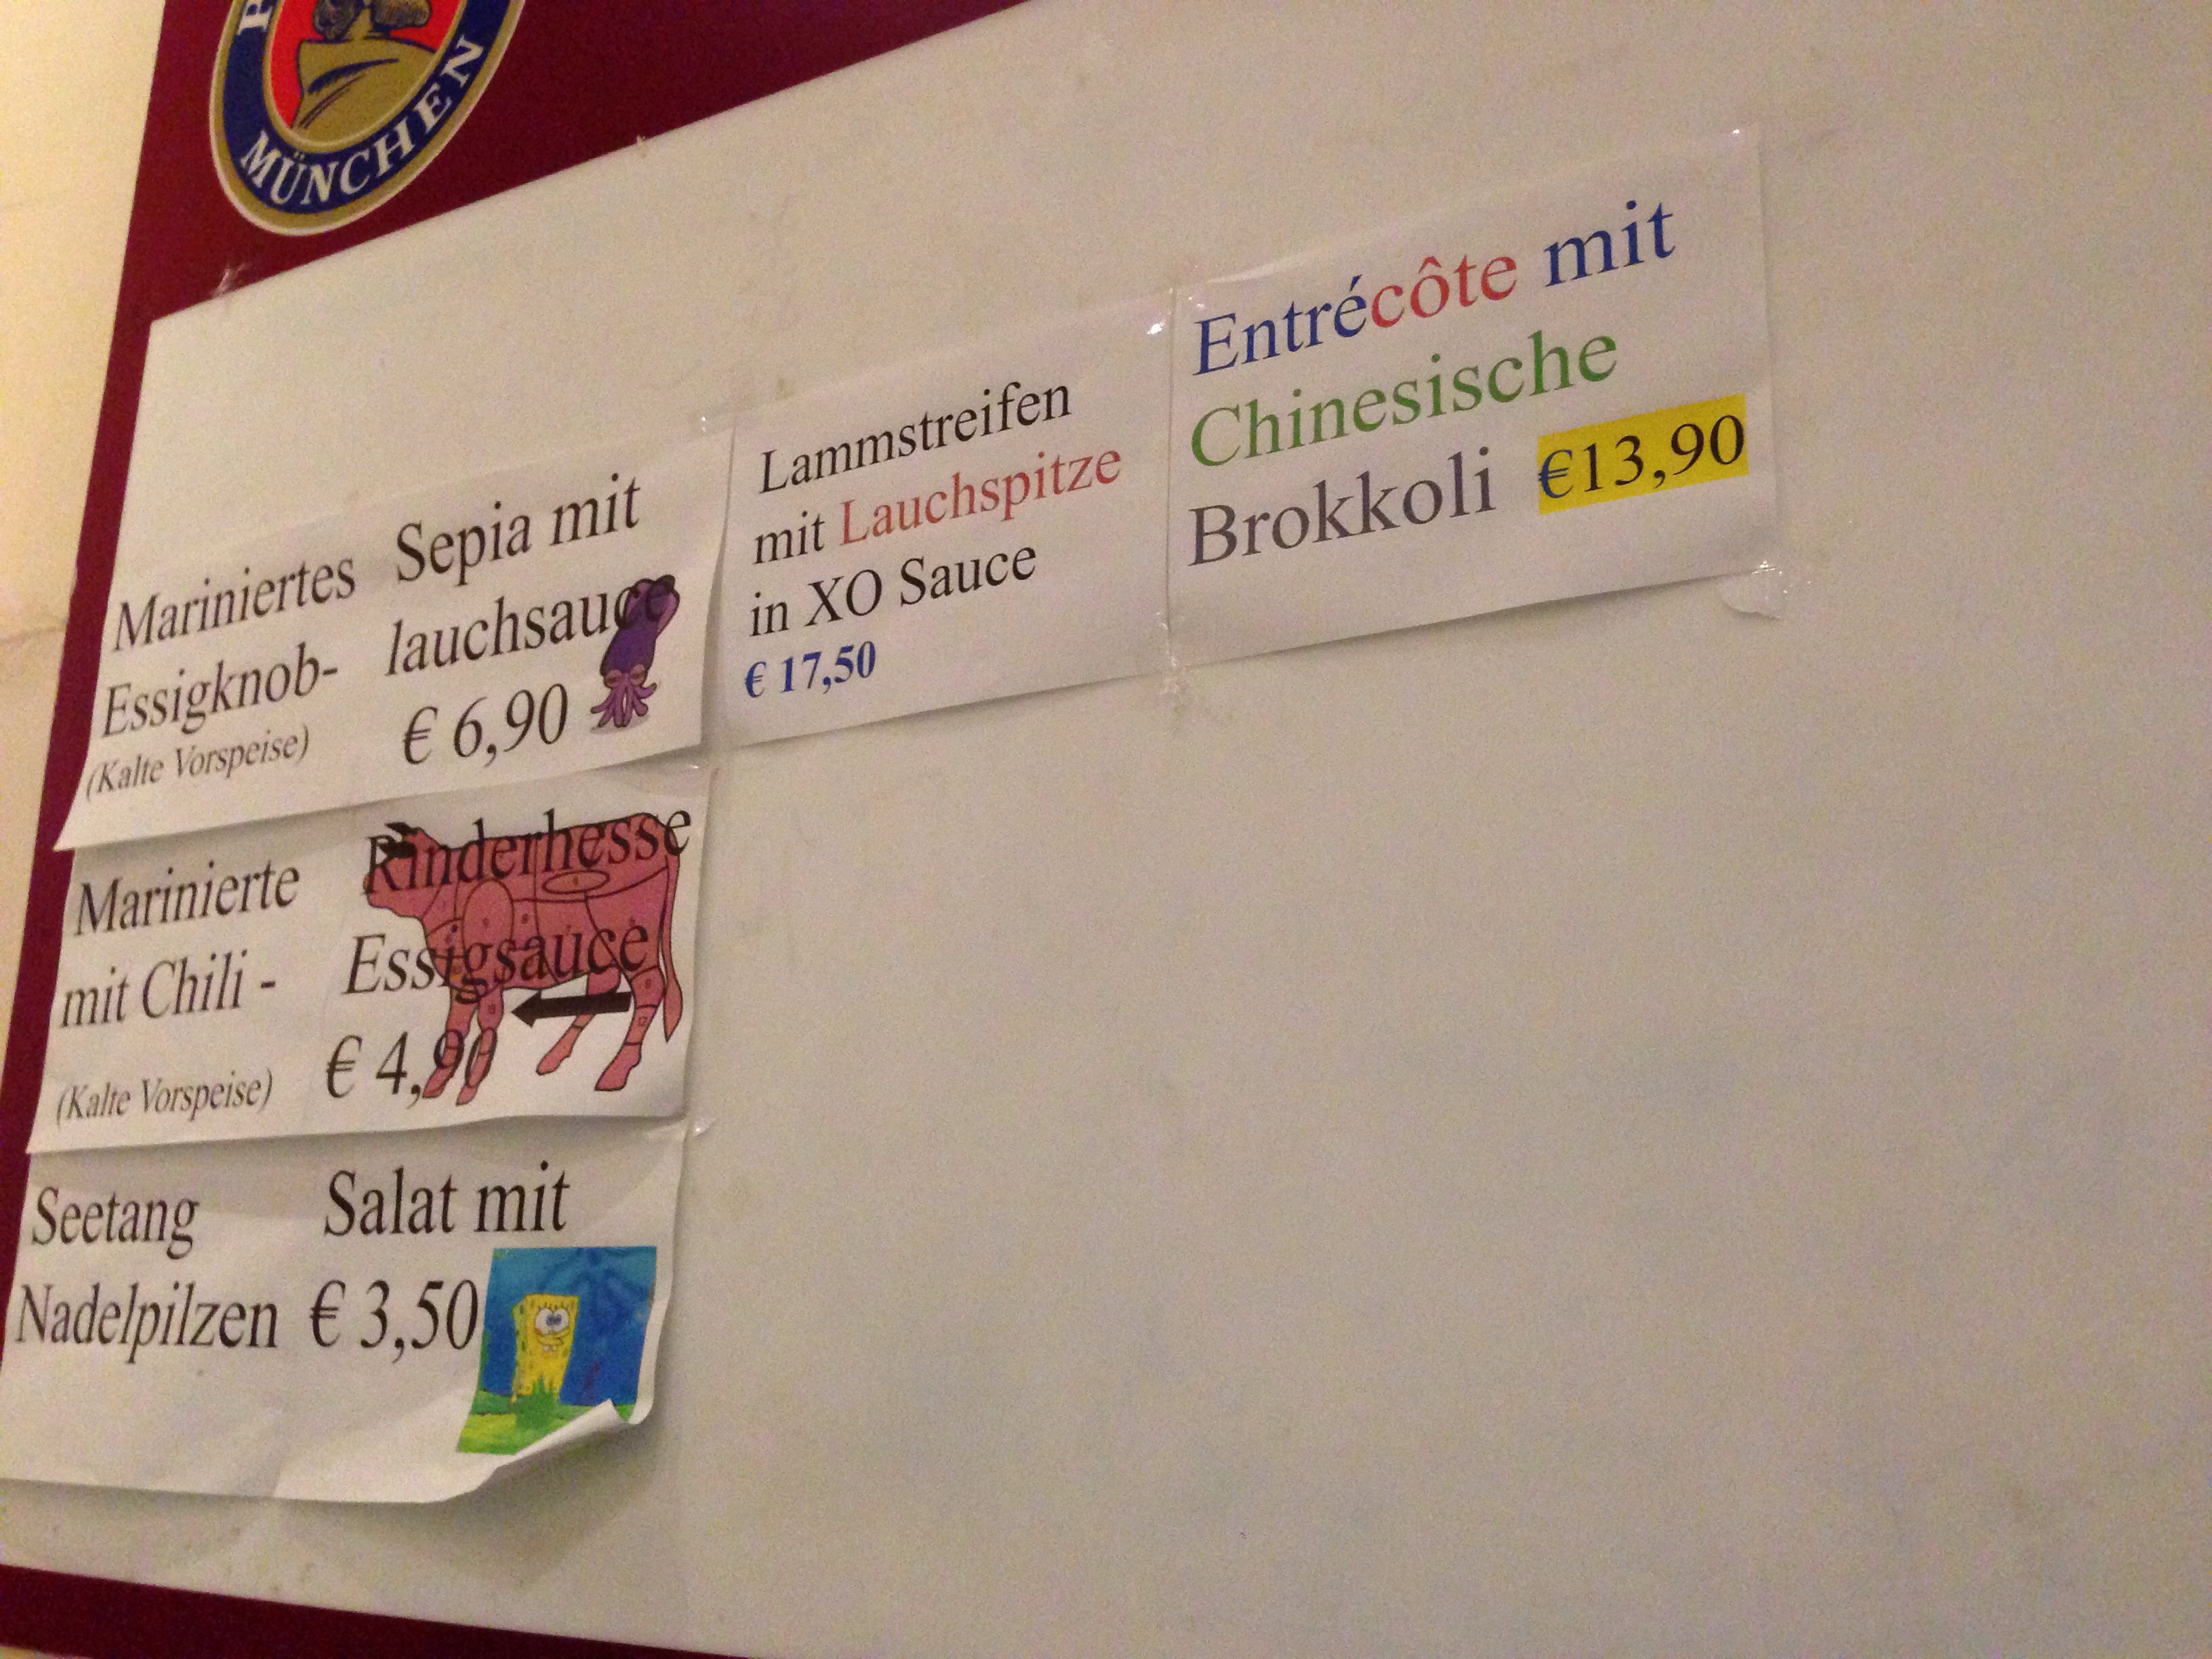 P
MÜNCHEN
Mariniertes Sepia mit
Essigknob- lauchsauce
(Kalte Vorspeise) € 6,90
Lammstreifen
mit Lauchspitze
in XO Sauce
€ 17,50
Entrécôte mit
Chinesische
Brokkoli €13,90
Marinierte Rinderhesse
mit Chili - Essigsauce
(Kalte Vorspeise) € 4,90
Seetang Salat mit
Nadelpilzen € 3,50